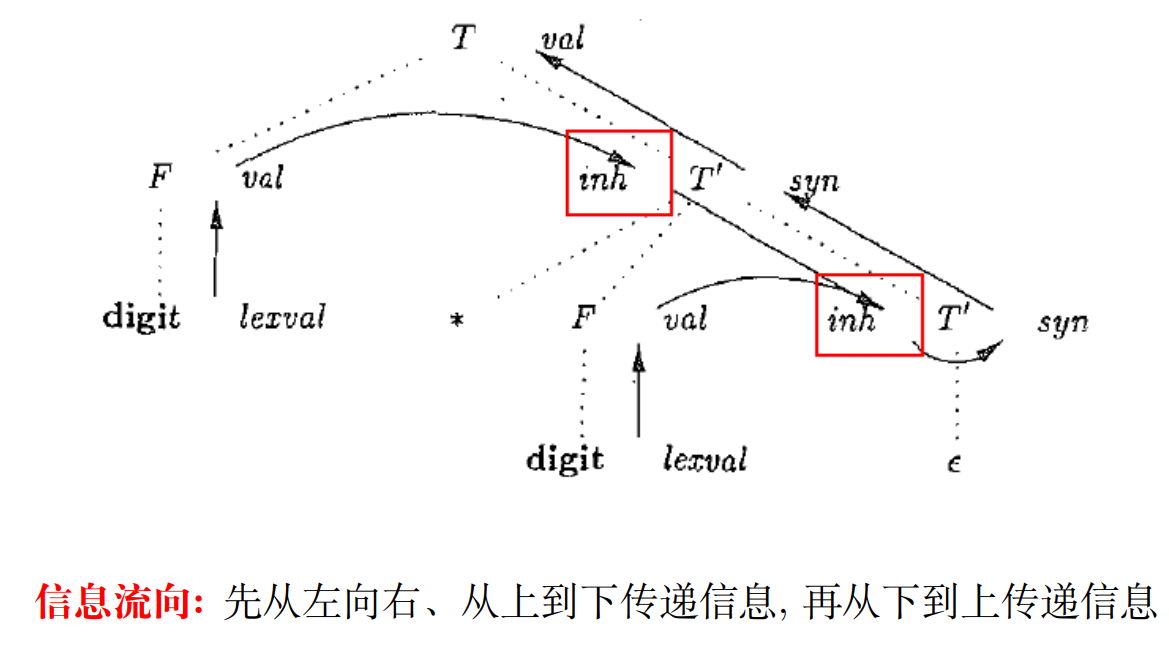 T val
F val inh T′ syn
digit lexval * F val inh T′ syn
digit lexval ϵ
信息流向: 先从左向右、从上到下传递信息, 再从下到上传递信息